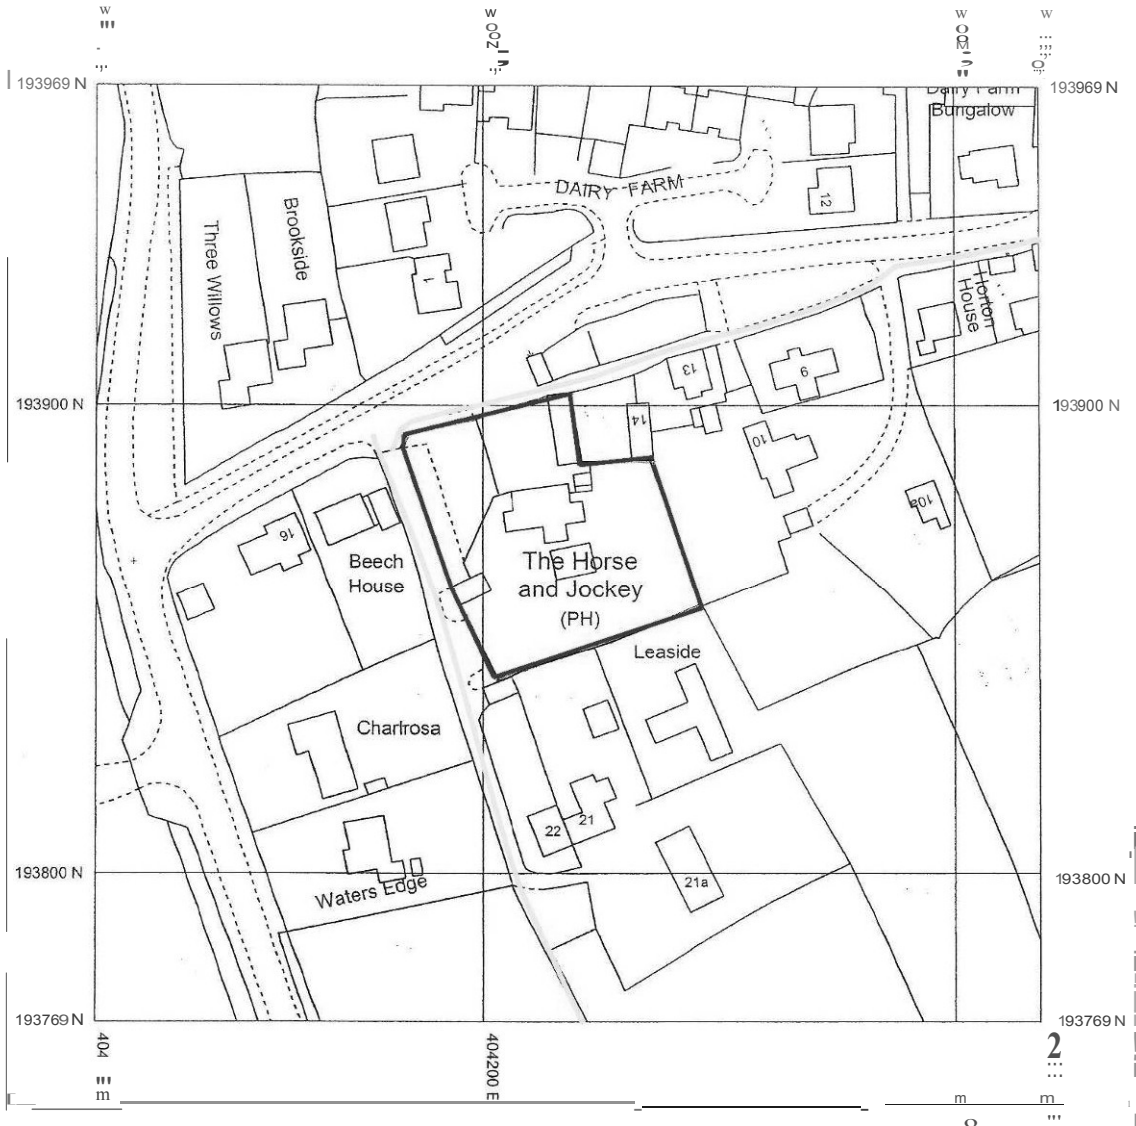 193969 N
193969 N
Bungalow
DAIRY FARM
12
Brookside
Three Willows
1
Horton
House
13
9
193900 N
193900 N
14
10
10a
16
Beech
House
The Horse
and Jockey
(PH)
Leaside
Charlrosa
22
21
193800 N
193800 N
Waters Edge
21a
193769 N
193769 N
404
404200 E
2
m
m
m